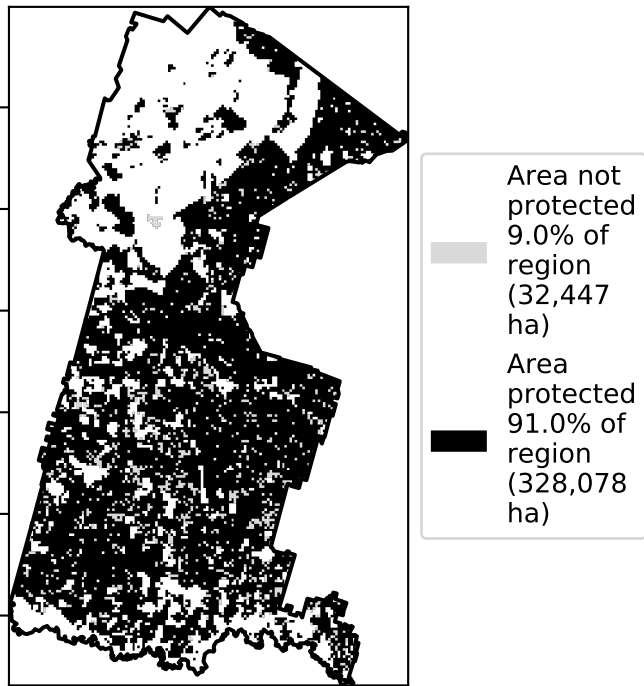 Area not
protected
9.0% of
region
(32,447
ha)
Area
protected
91.0% of
region
(328,078
ha)